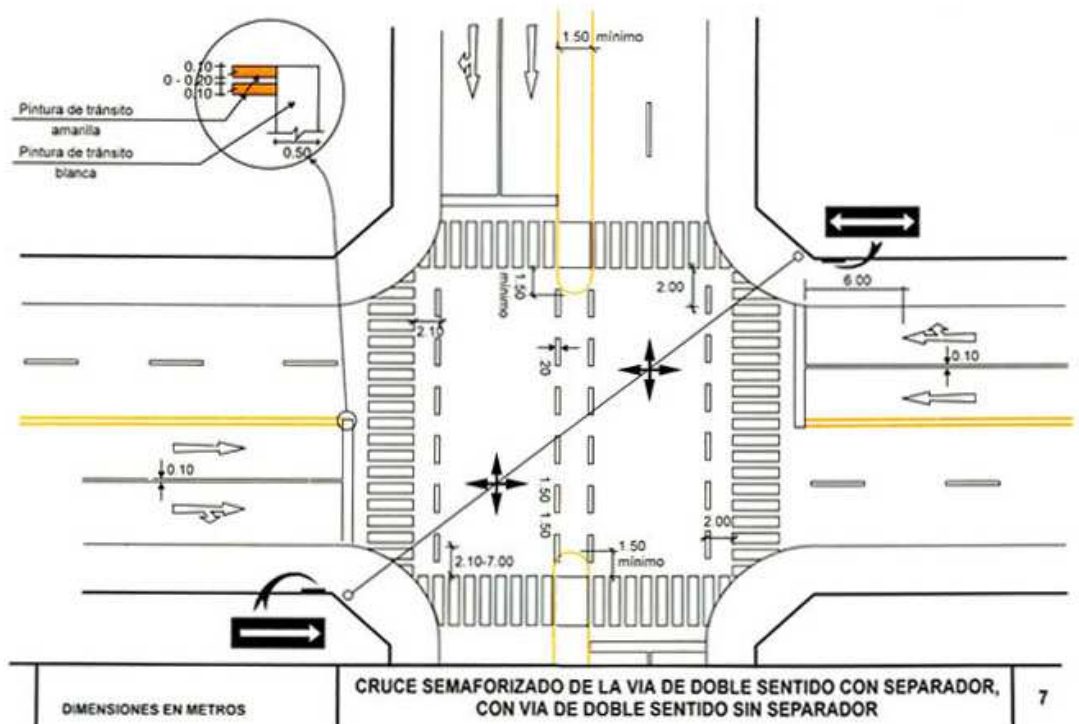 1.50 mínimo
0.10
0 - 0.20
0.10
Pintura de tránsito
amarilla
Pintura de tránsito
blanca
0.50
1.50
mínimo
2.00
6.00
2.10
0.10
20
0.10
1.50
1.50
2.00
2.10-7.00
1.50
mínimo
DIMENSIONES EN METROS
CRUCE SEMAFORIZADO DE LA VIA DE DOBLE SENTIDO CON SEPARADOR,
CON VIA DE DOBLE SENTIDO SIN SEPARADOR
7